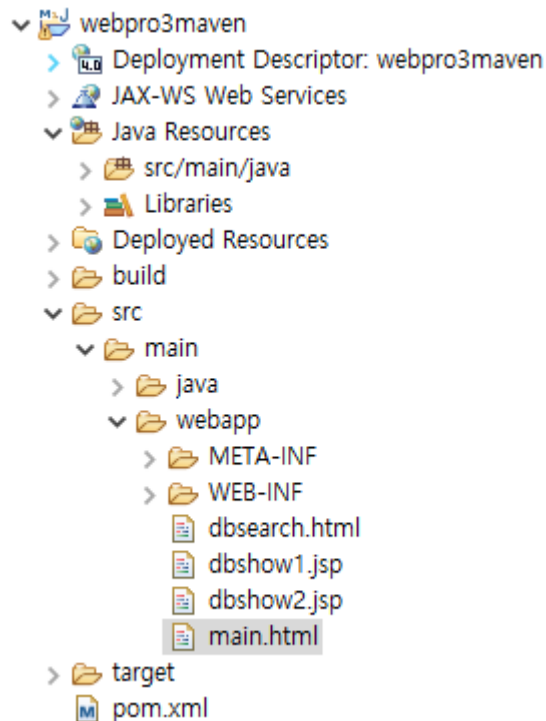 webpro3maven
Deployment Descriptor: webpro3maven
JAX-WS Web Services
Java Resources
src/main/java
Libraries
Deployed Resources
build
src
main
java
webapp
META-INF
WEB-INF
dbsearch.html
dbshow1.jsp
dbshow2.jsp
main.html
target
pom.xml